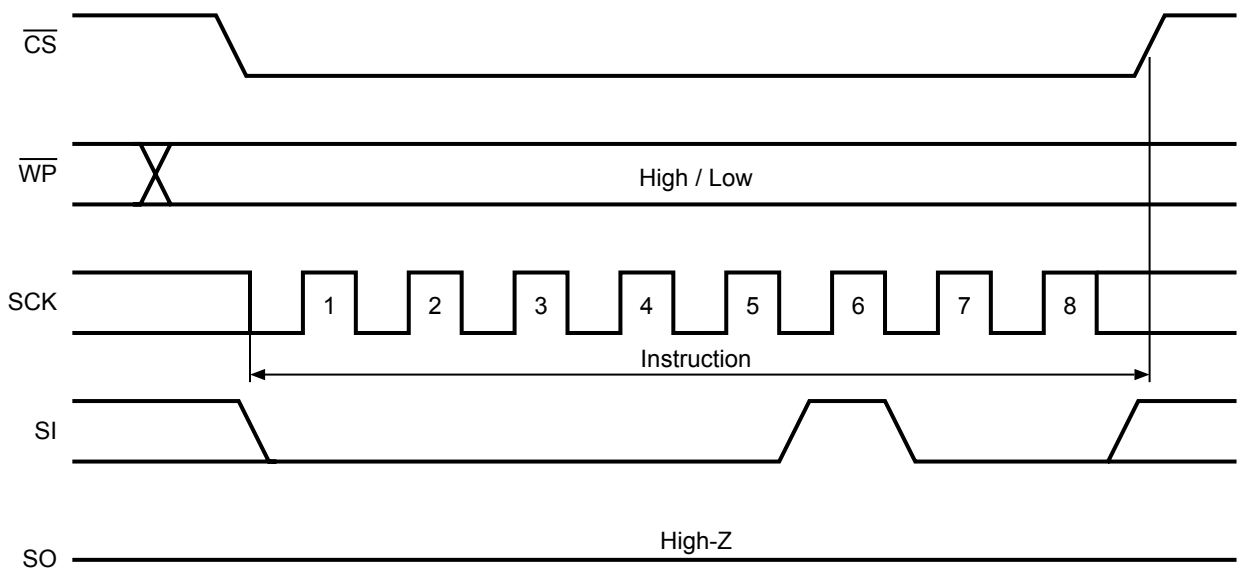 CS
WP
High / Low
SCK 1 2 3 4 5 6 7 8
Instruction
SI
High-Z
SO